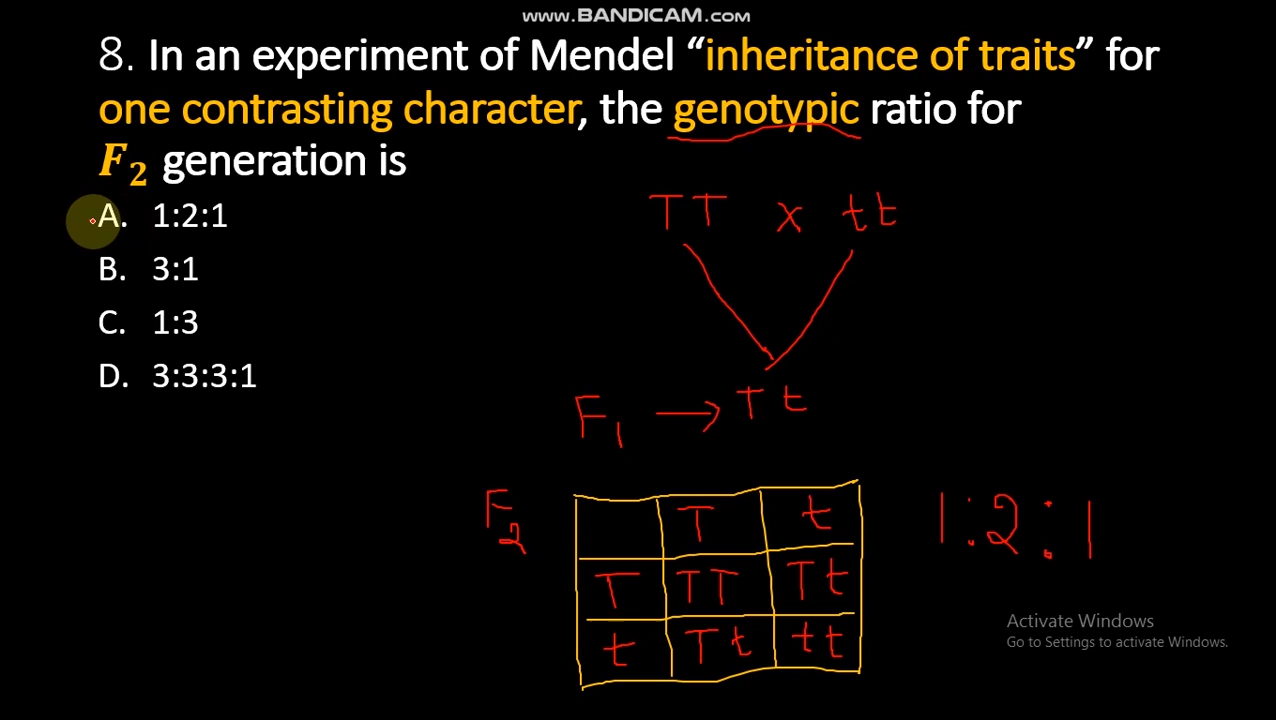 www.BANDICAM.com
8. In an experiment of Mendel “inheritance of traits” for
one contrasting character, the genotypic ratio for
F₂ generation is
A. 1:2:1
B. 3:1
C. 1:3
D. 3:3:3:1
TT x tt
F₁ → Tt
F₂
T t
T TT Tt
t Tt tt
1:2:1
Activate Windows
Go to Settings to activate Windows.